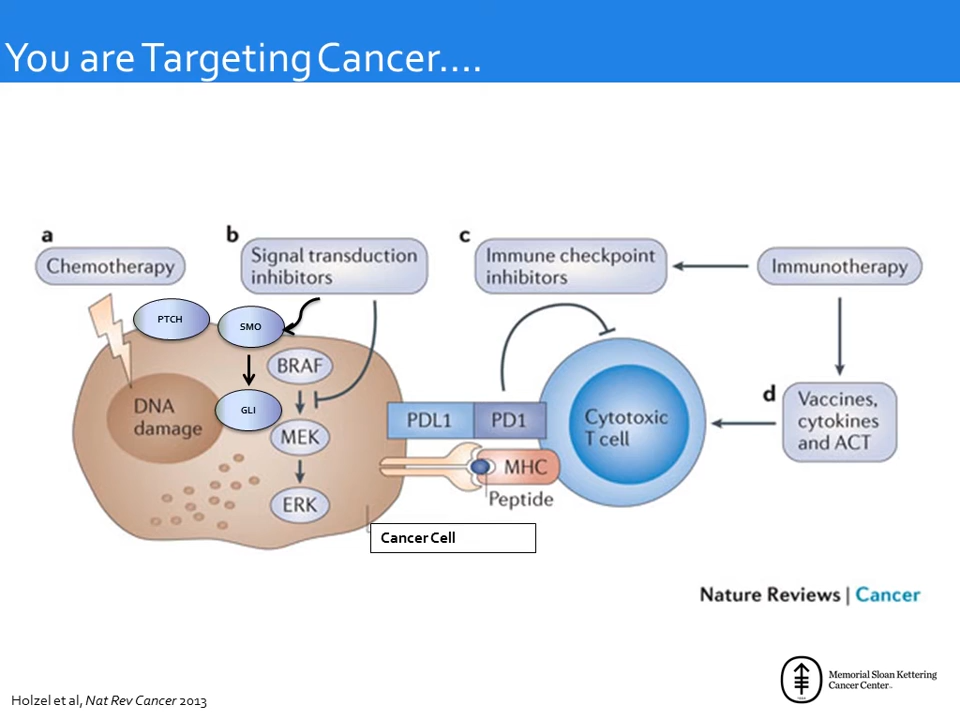 You are Targeting Cancer....
a
Chemotherapy
b
Signal transduction
inhibitors
c
Immune checkpoint
inhibitors
Immunotherapy
PTCH
SMO
BRAF
GLI
MEK
ERK
DNA
damage
PDL1
PD1
MHC
Peptide
Cytotoxic
T cell
d
Vaccines,
cytokines
and ACT
Cancer Cell
Nature Reviews | Cancer
Memorial Sloan Kettering
Cancer Center
Holzel et al, Nat Rev Cancer 2013